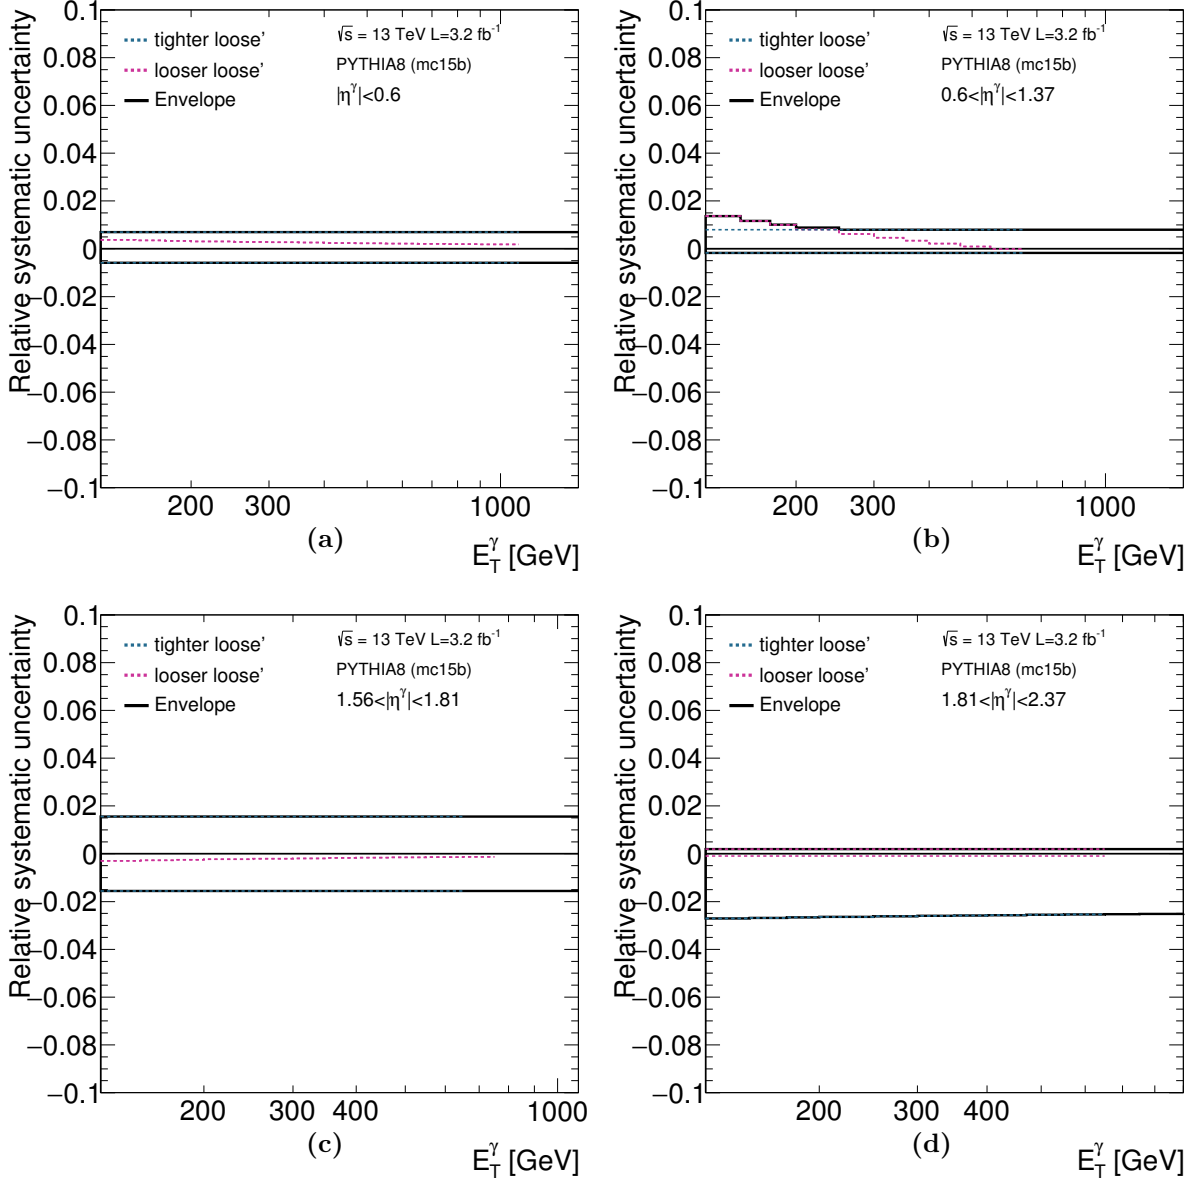 Relative systematic uncertainty
0.1
0.08
0.06
0.04
0.02
0
−0.02
−0.04
−0.06
−0.08
−0.1
tighter loose'
looser loose'
Envelope
√s = 13 TeV L=3.2 fb⁻¹
PYTHIA8 (mc15b)
|η^γ|<0.6
200 300 1000
(a)
E_T^γ [GeV]
Relative systematic uncertainty
0.1
0.08
0.06
0.04
0.02
0
−0.02
−0.04
−0.06
−0.08
−0.1
tighter loose'
looser loose'
Envelope
√s = 13 TeV L=3.2 fb⁻¹
PYTHIA8 (mc15b)
0.6<|η^γ|<1.37
200 300 1000
(b)
E_T^γ [GeV]
Relative systematic uncertainty
0.1
0.08
0.06
0.04
0.02
0
−0.02
−0.04
−0.06
−0.08
−0.1
tighter loose'
looser loose'
Envelope
√s = 13 TeV L=3.2 fb⁻¹
PYTHIA8 (mc15b)
1.56<|η^γ|<1.81
200 300 400 1000
(c)
E_T^γ [GeV]
Relative systematic uncertainty
0.1
0.08
0.06
0.04
0.02
0
−0.02
−0.04
−0.06
−0.08
−0.1
tighter loose'
looser loose'
Envelope
√s = 13 TeV L=3.2 fb⁻¹
PYTHIA8 (mc15b)
1.81<|η^γ|<2.37
200 300 400
(d)
E_T^γ [GeV]